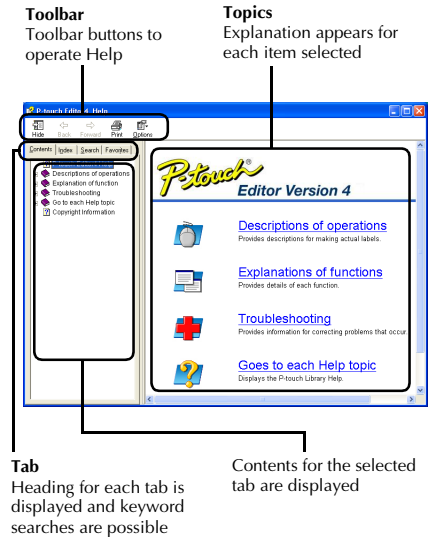 Toolbar
Toolbar buttons to
operate Help
Topics
Explanation appears for
each item selected
P-touch Editor 4 Help
Hide
Back
Forward
Print
Options
Contents
Index
Search
Favorites
Descriptions of operations
Explanation of function
Troubleshooting
Go to each Help topic
Copyright Information
P-touch
Editor Version 4
Descriptions of operations
Provides descriptions for making actual labels.
Explanations of functions
Provides details of each function.
Troubleshooting
Provides information for correcting problems that occur.
Goes to each Help topic
Displays the P-touch Library Help.
Tab
Heading for each tab is
displayed and keyword
searches are possible
Contents for the selected
tab are displayed